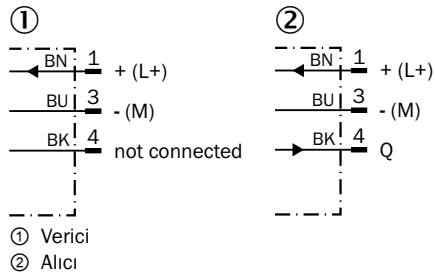 ①
BN 1 + (L+)
BU 3 - (M)
BK 4 not connected
②
BN 1 + (L+)
BU 3 - (M)
BK 4 Q
① Verici
② Alıcı